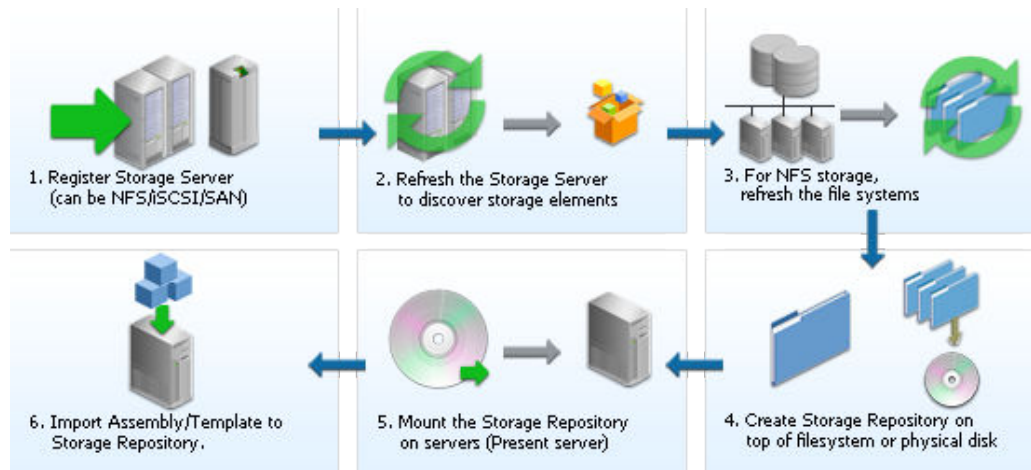 1. Register Storage Server
(can be NFS/iSCSI/SAN)
2. Refresh the Storage Server
to discover storage elements
3. For NFS storage,
refresh the file systems
4. Create Storage Repository on
top of filesystem or physical disk
5. Mount the Storage Repository
on servers (Present server)
6. Import Assembly/Template to
Storage Repository.